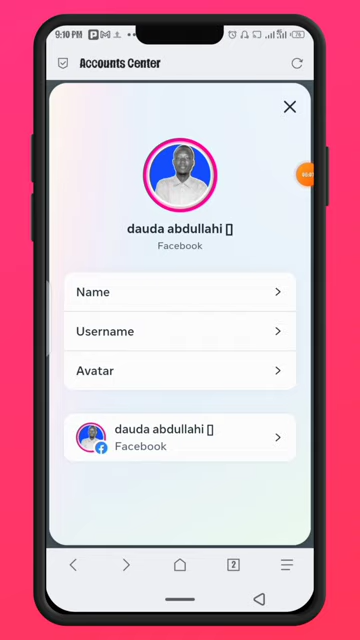 9:10 PM
Accounts Center
dauda abdullahi []
Facebook
Name
Username
Avatar
dauda abdullahi []
Facebook
2